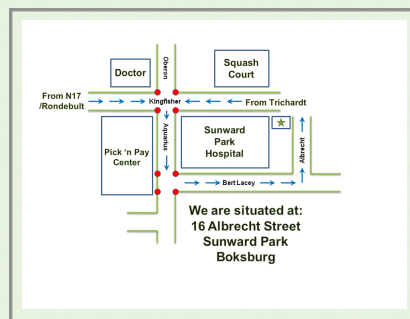 Oberon
Squash
Court
Doctor
From N17
/Rondebult
Kingfisher
From Trichardt
Aquarius
Sunward
Park
Hospital
Albrecht
Pick 'n Pay
Center
Bert Lacey
We are situated at:
16 Albrecht Street
Sunward Park
Boksburg